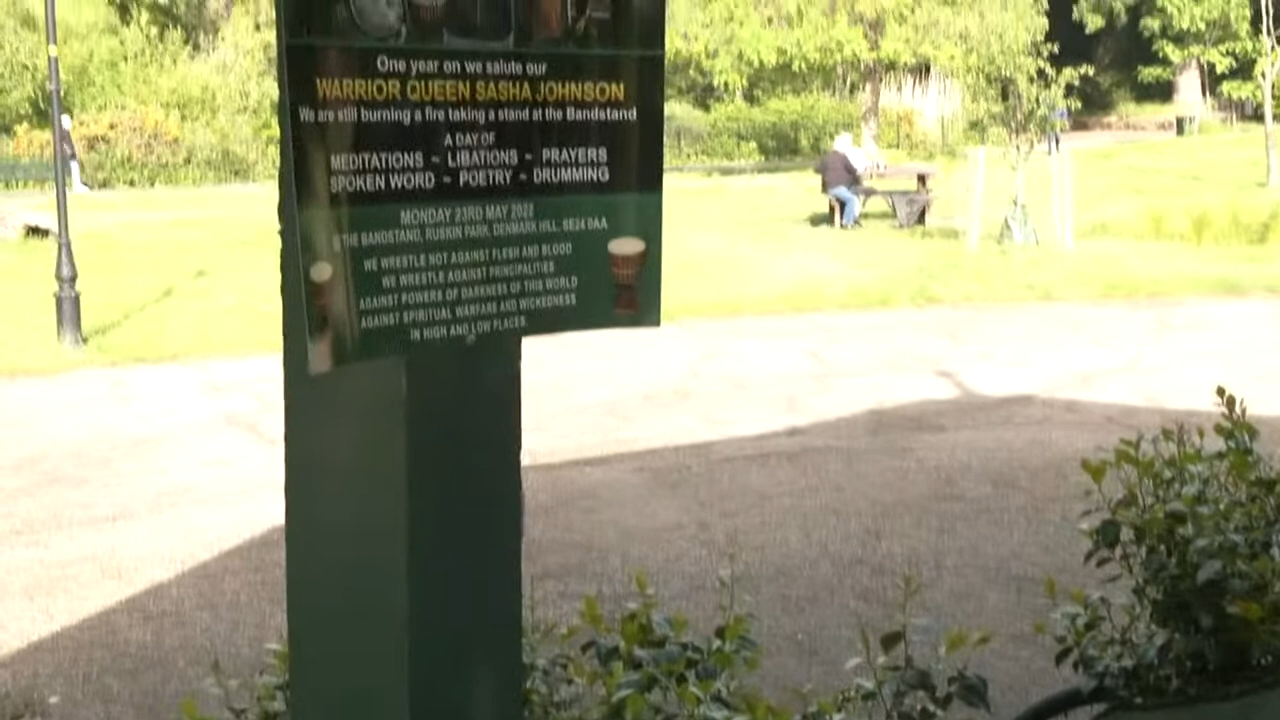 One year on we salute our
WARRIOR QUEEN SASHA JOHNSON
We are still burning a fire taking a stand at the Bandstand
A DAY OF
MEDITATIONS ~ LIBATIONS ~ PRAYERS
SPOKEN WORD ~ POETRY ~ DRUMMING
MONDAY 23RD MAY 2022
THE BANDSTAND, RUSKIN PARK, DENMARK HILL, SE24 0AA
WE WRESTLE NOT AGAINST FLESH AND BLOOD
WE WRESTLE AGAINST PRINCIPALITIES
AGAINST POWERS OF DARKNESS OF THIS WORLD
AGAINST SPIRITUAL WARFARE AND WICKEDNESS
IN HIGH AND LOW PLACES.